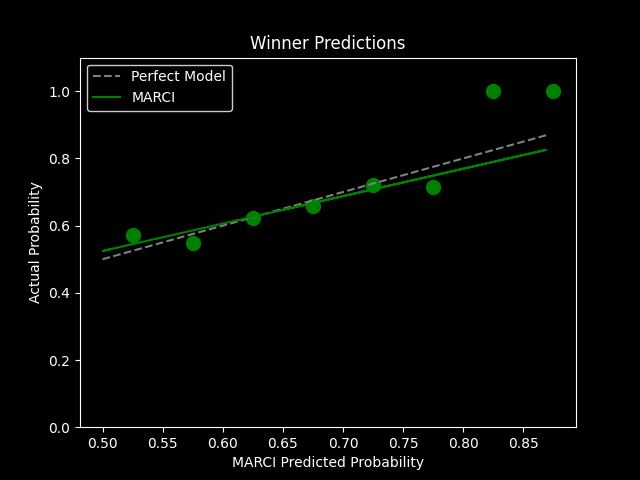 Winner Predictions
Perfect Model
MARCI
1.0
0.8
0.6
0.4
0.2
0.0
Actual Probability
0.50 0.55 0.60 0.65 0.70 0.75 0.80 0.85
MARCI Predicted Probability